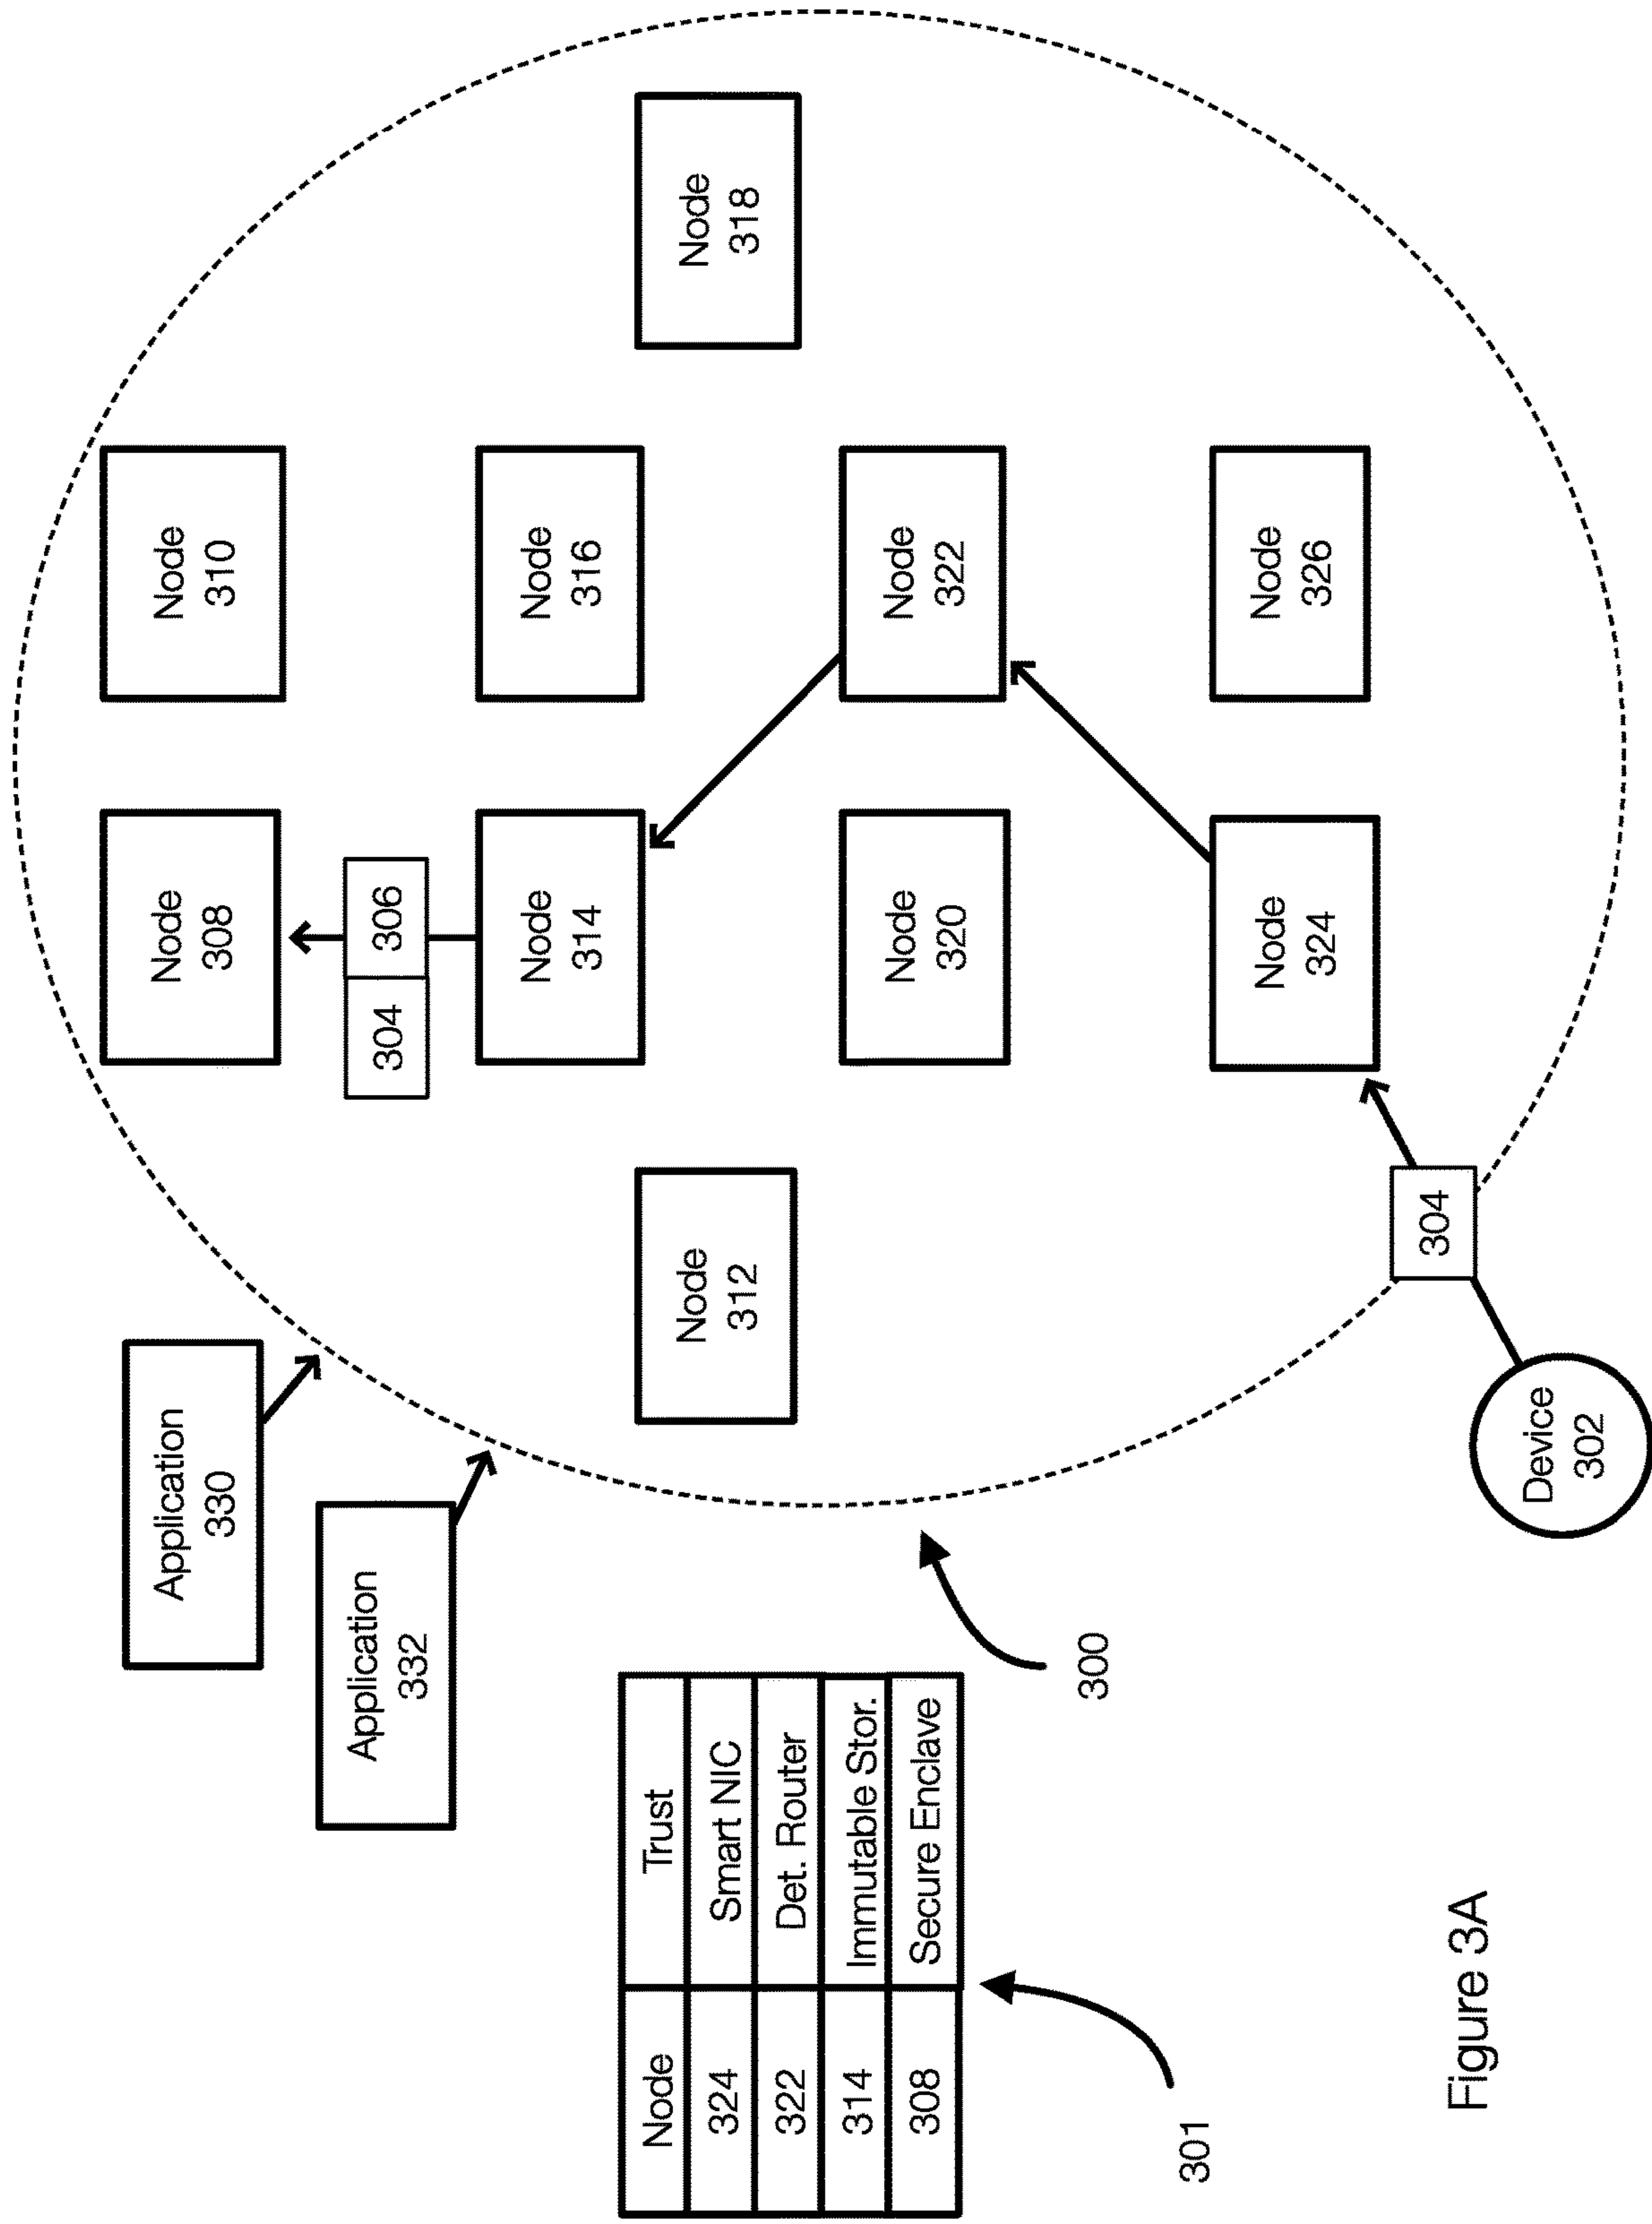 Application
330
Application
332
Node
308
Node
310
304
306
Node
314
Node
316
Node
312
Node
318
Node
320
Node
322
Node
324
Node
326
304
Device
302
Node Trust
324 Smart NIC
322 Det. Router
314 Immutable Stor.
308 Secure Enclave
300
301
Figure 3A